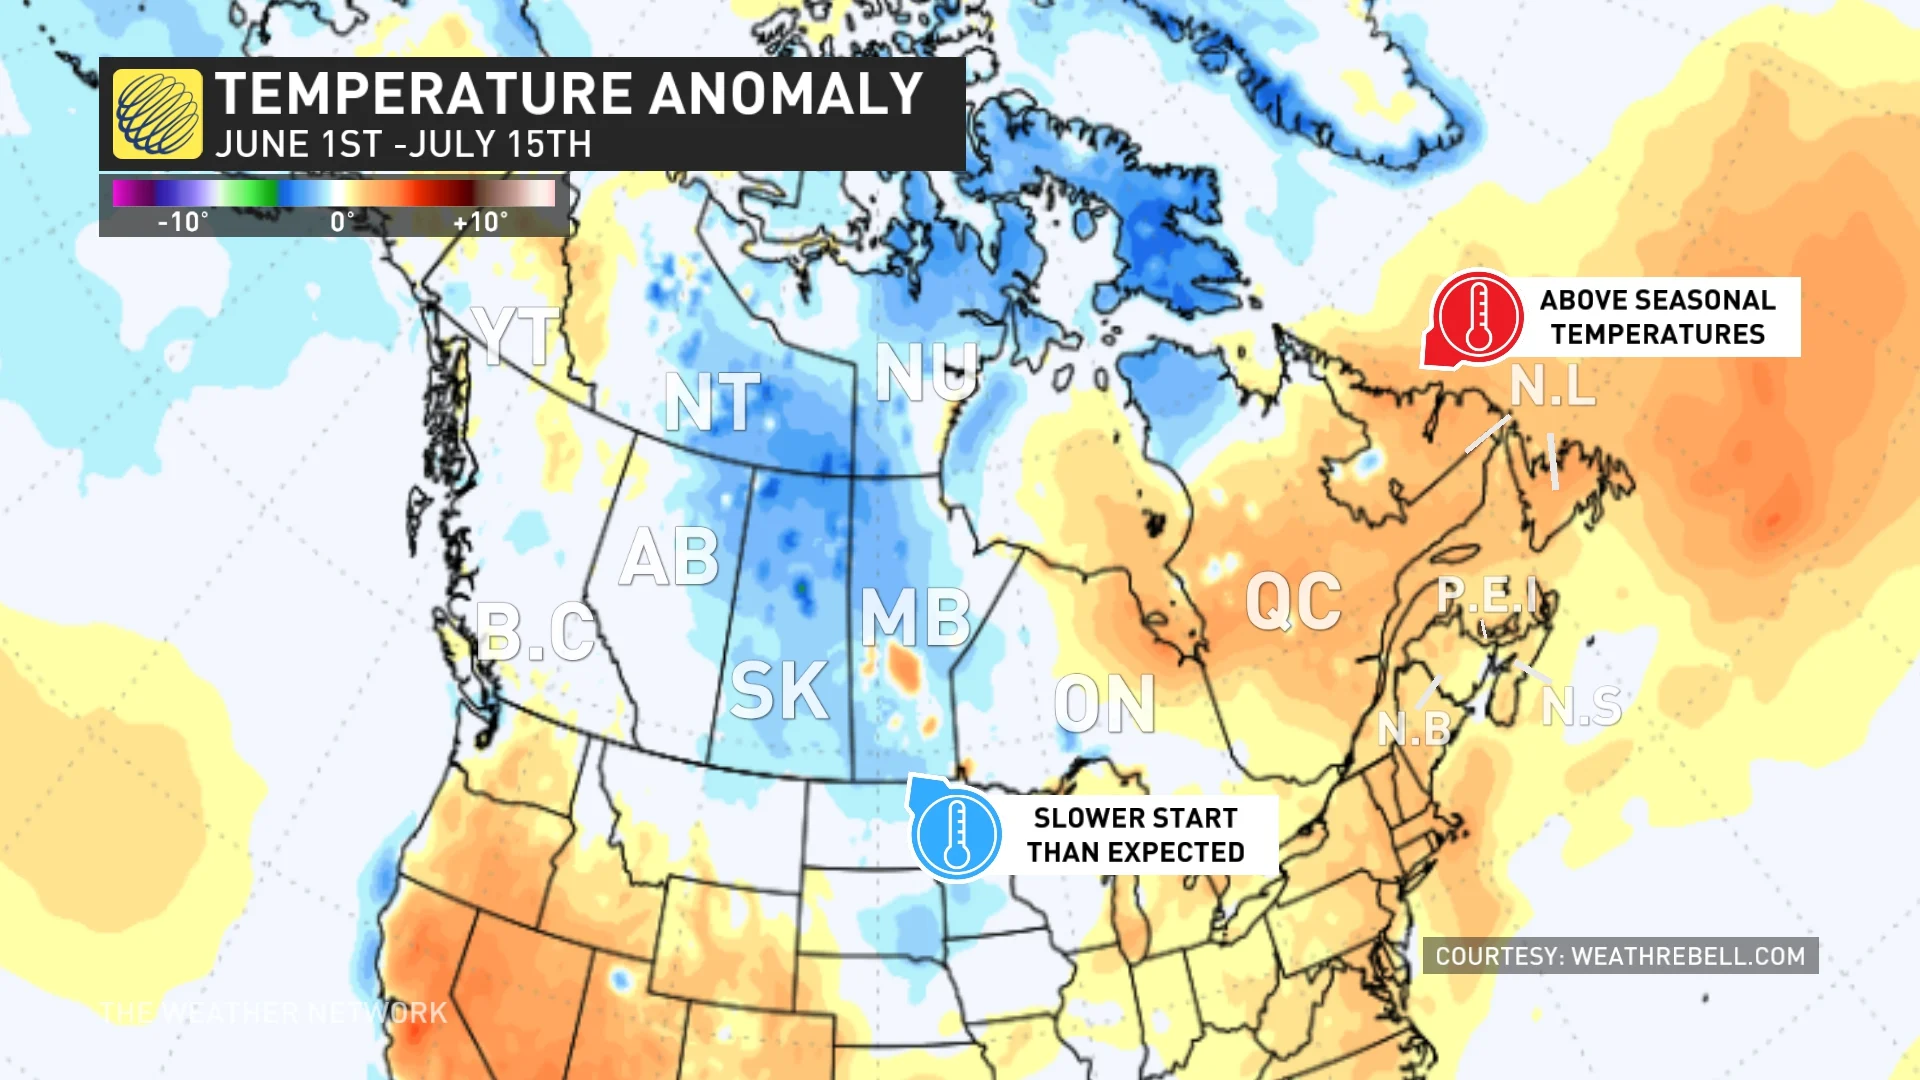 TEMPERATURE ANOMALY
JUNE 1ST -JULY 15TH
-10° 0° +10°
ABOVE SEASONAL
TEMPERATURES
YT
NT
NU
N.L
AB
B.C
SK
MB
ON
QC
P.E.I
N.B
N.S
SLOWER START
THAN EXPECTED
COURTESY: WEATHREBELL.COM
THE WEATHER NETWORK